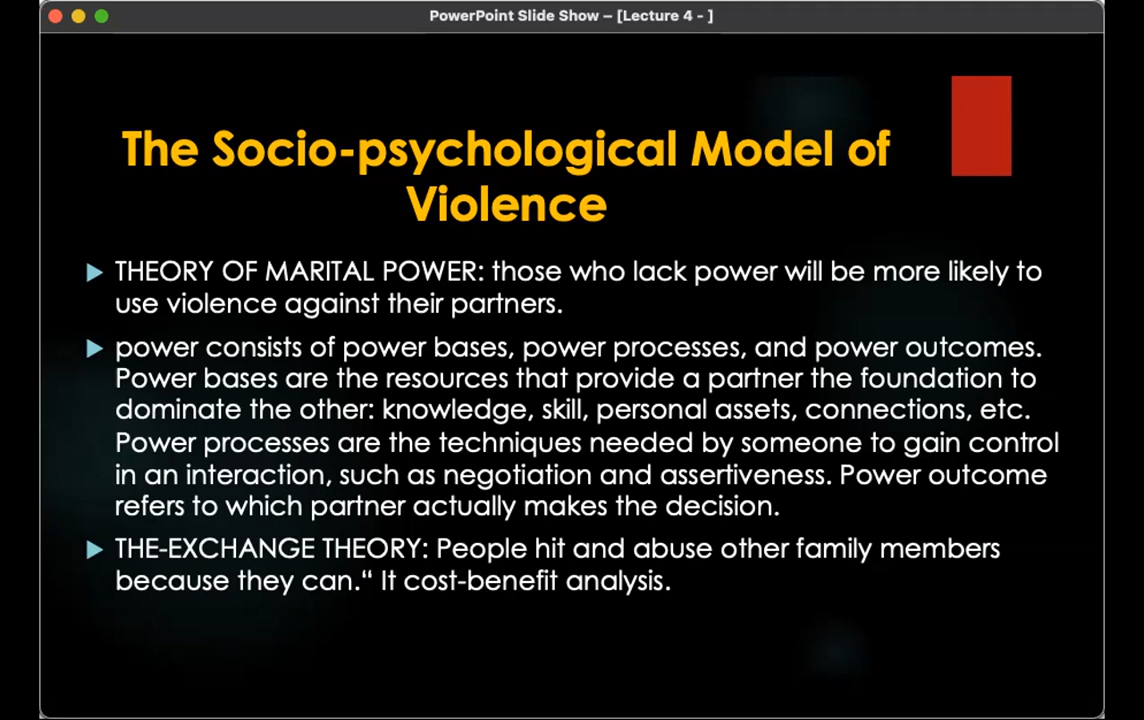 PowerPoint Slide Show – [Lecture 4 - ]
The Socio-psychological Model of
Violence
THEORY OF MARITAL POWER: those who lack power will be more likely to
use violence against their partners.
power consists of power bases, power processes, and power outcomes.
Power bases are the resources that provide a partner the foundation to
dominate the other: knowledge, skill, personal assets, connections, etc.
Power processes are the techniques needed by someone to gain control
in an interaction, such as negotiation and assertiveness. Power outcome
refers to which partner actually makes the decision.
THE-EXCHANGE THEORY: People hit and abuse other family members
because they can.“ It cost-benefit analysis.